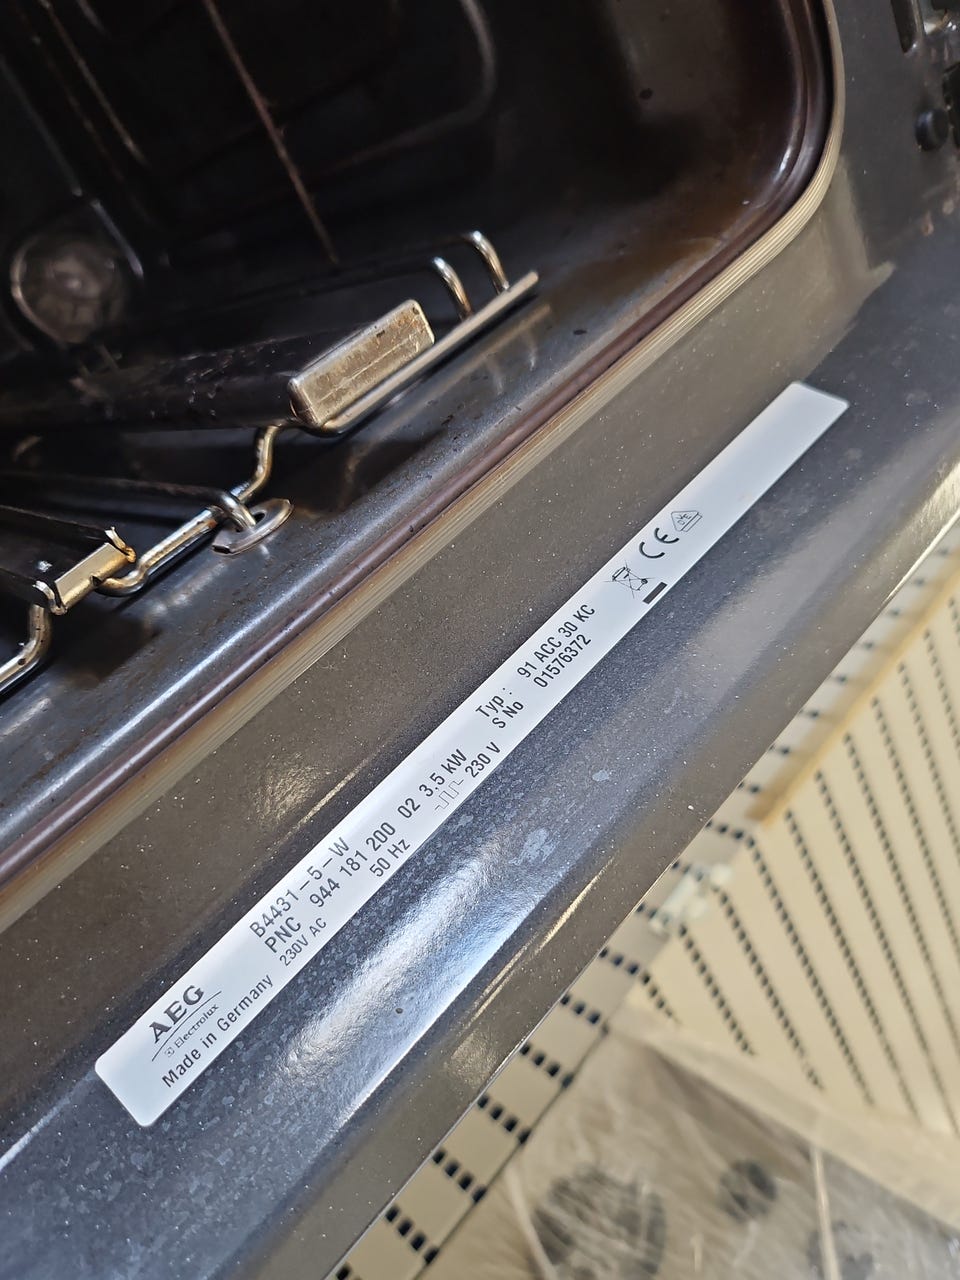 AEG
Electrolux
Made in Germany
B4431-5-W
PNC 944 181 200 02 3,5 kW
230V AC 50 Hz 230 V
Typ: 91 ACC 30 KC
S No 01576372
CE